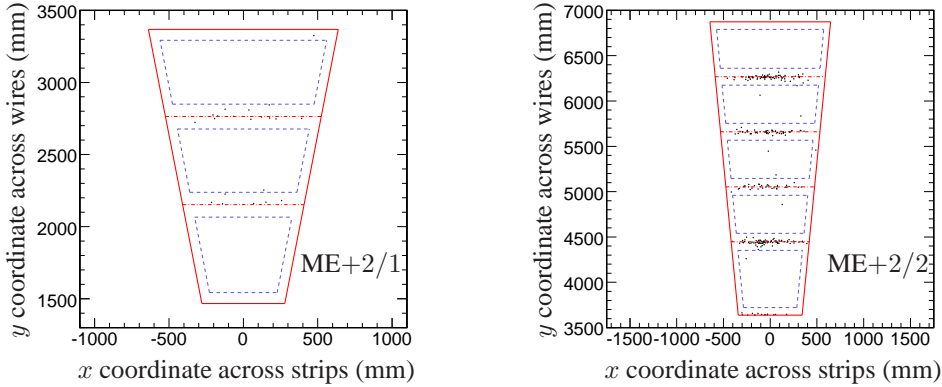 3500
3000
2500
2000
1500
-1000 -500 0 500 1000
y coordinate across wires (mm)
x coordinate across strips (mm)
ME+2/1
7000
6500
6000
5500
5000
4500
4000
3500
-1500 -1000 -500 0 500 1000 1500
y coordinate across wires (mm)
x coordinate across strips (mm)
ME+2/2